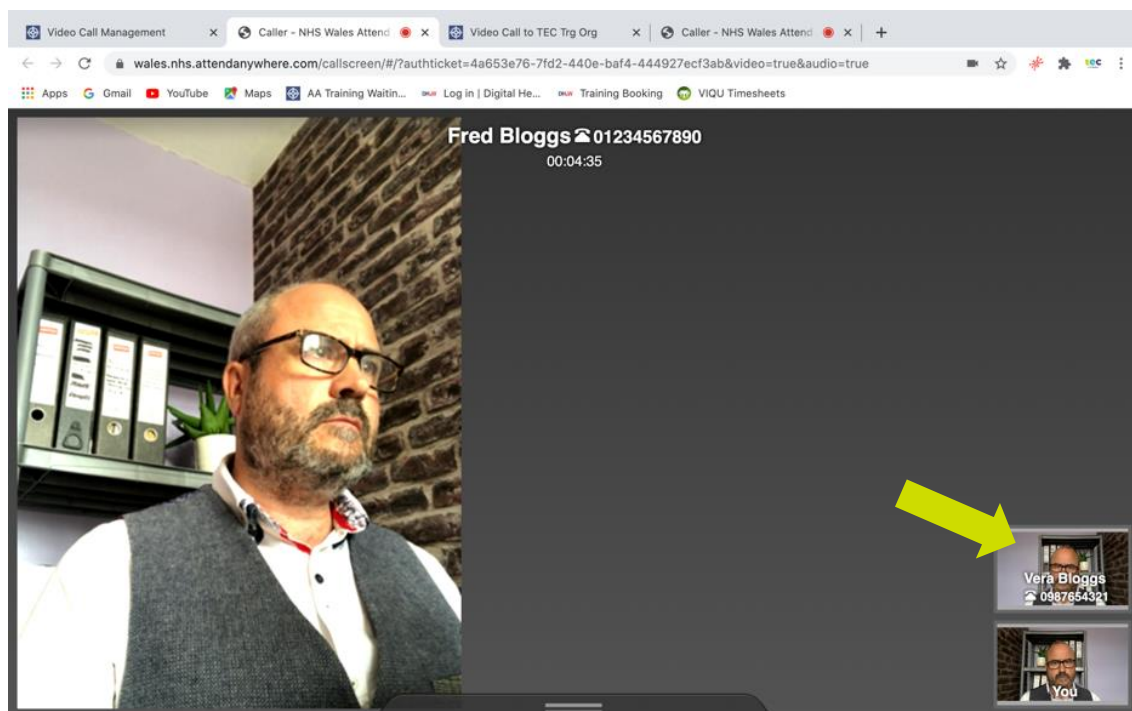 Video Call Management
Caller - NHS Wales Attend
Video Call to TEC Trg Org
Caller - NHS Wales Attend
wales.nhs.attendanywhere.com/callscreen/#/?authticket=4a653e76-7fd2-440e-baf4-444927ecf3ab&video=true&audio=true
tec
Apps
Gmail
YouTube
Maps
AA Training Waitin...
Log in | Digital He...
Training Booking
VIQU Timesheets
Fred Bloggs 01234567890
00:04:35
Vera Bloggs
0987654321
You